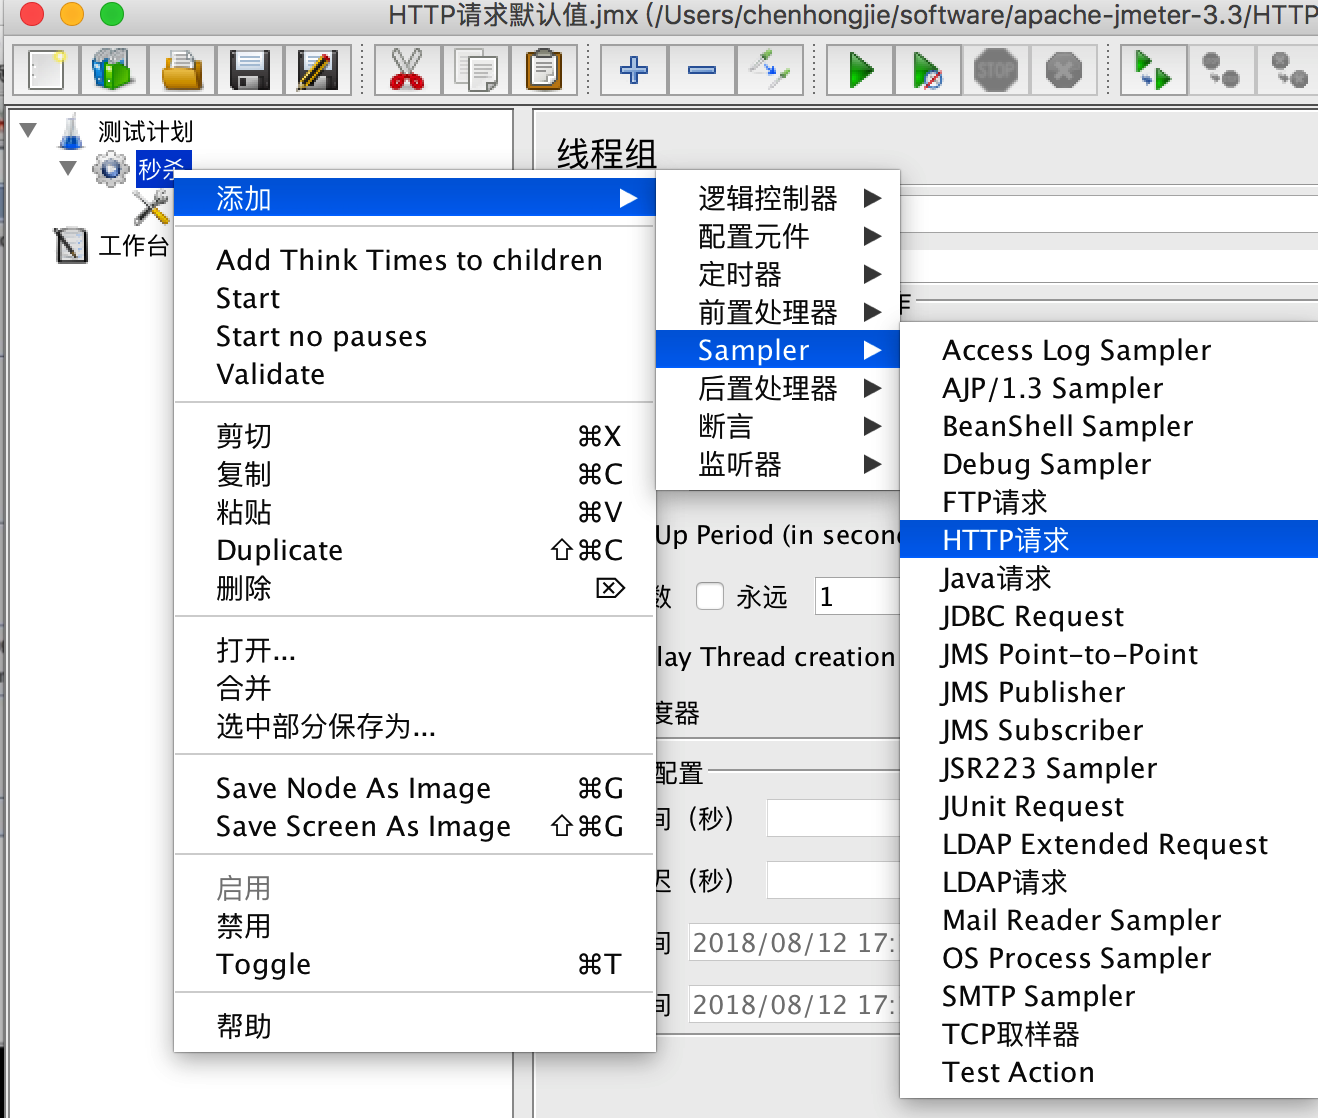 HTTP请求默认值.jmx (/Users/chenhongjie/software/apache-jmeter-3.3/HTTP
STOP
测试计划
秒杀
工作台
线程组
添加
Add Think Times to children
Start
Start no pauses
Validate
剪切 ⌘X
复制 ⌘C
粘贴 ⌘V
Duplicate ⇧⌘C
删除 ⌦
打开...
合并
选中部分保存为...
Save Node As Image ⌘G
Save Screen As Image ⇧⌘G
启用
禁用
Toggle ⌘T
帮助
逻辑控制器
配置元件
定时器
前置处理器
Sampler
后置处理器
断言
监听器
Access Log Sampler
AJP/1.3 Sampler
BeanShell Sampler
Debug Sampler
FTP请求
HTTP请求
Java请求
JDBC Request
JMS Point-to-Point
JMS Publisher
JMS Subscriber
JSR223 Sampler
JUnit Request
LDAP Extended Request
LDAP请求
Mail Reader Sampler
OS Process Sampler
SMTP Sampler
TCP取样器
Test Action
Up Period (in secon
数 永远 1
lay Thread creation
度器
配置
间（秒）
迟（秒）
间 2018/08/12 17:
间 2018/08/12 17: